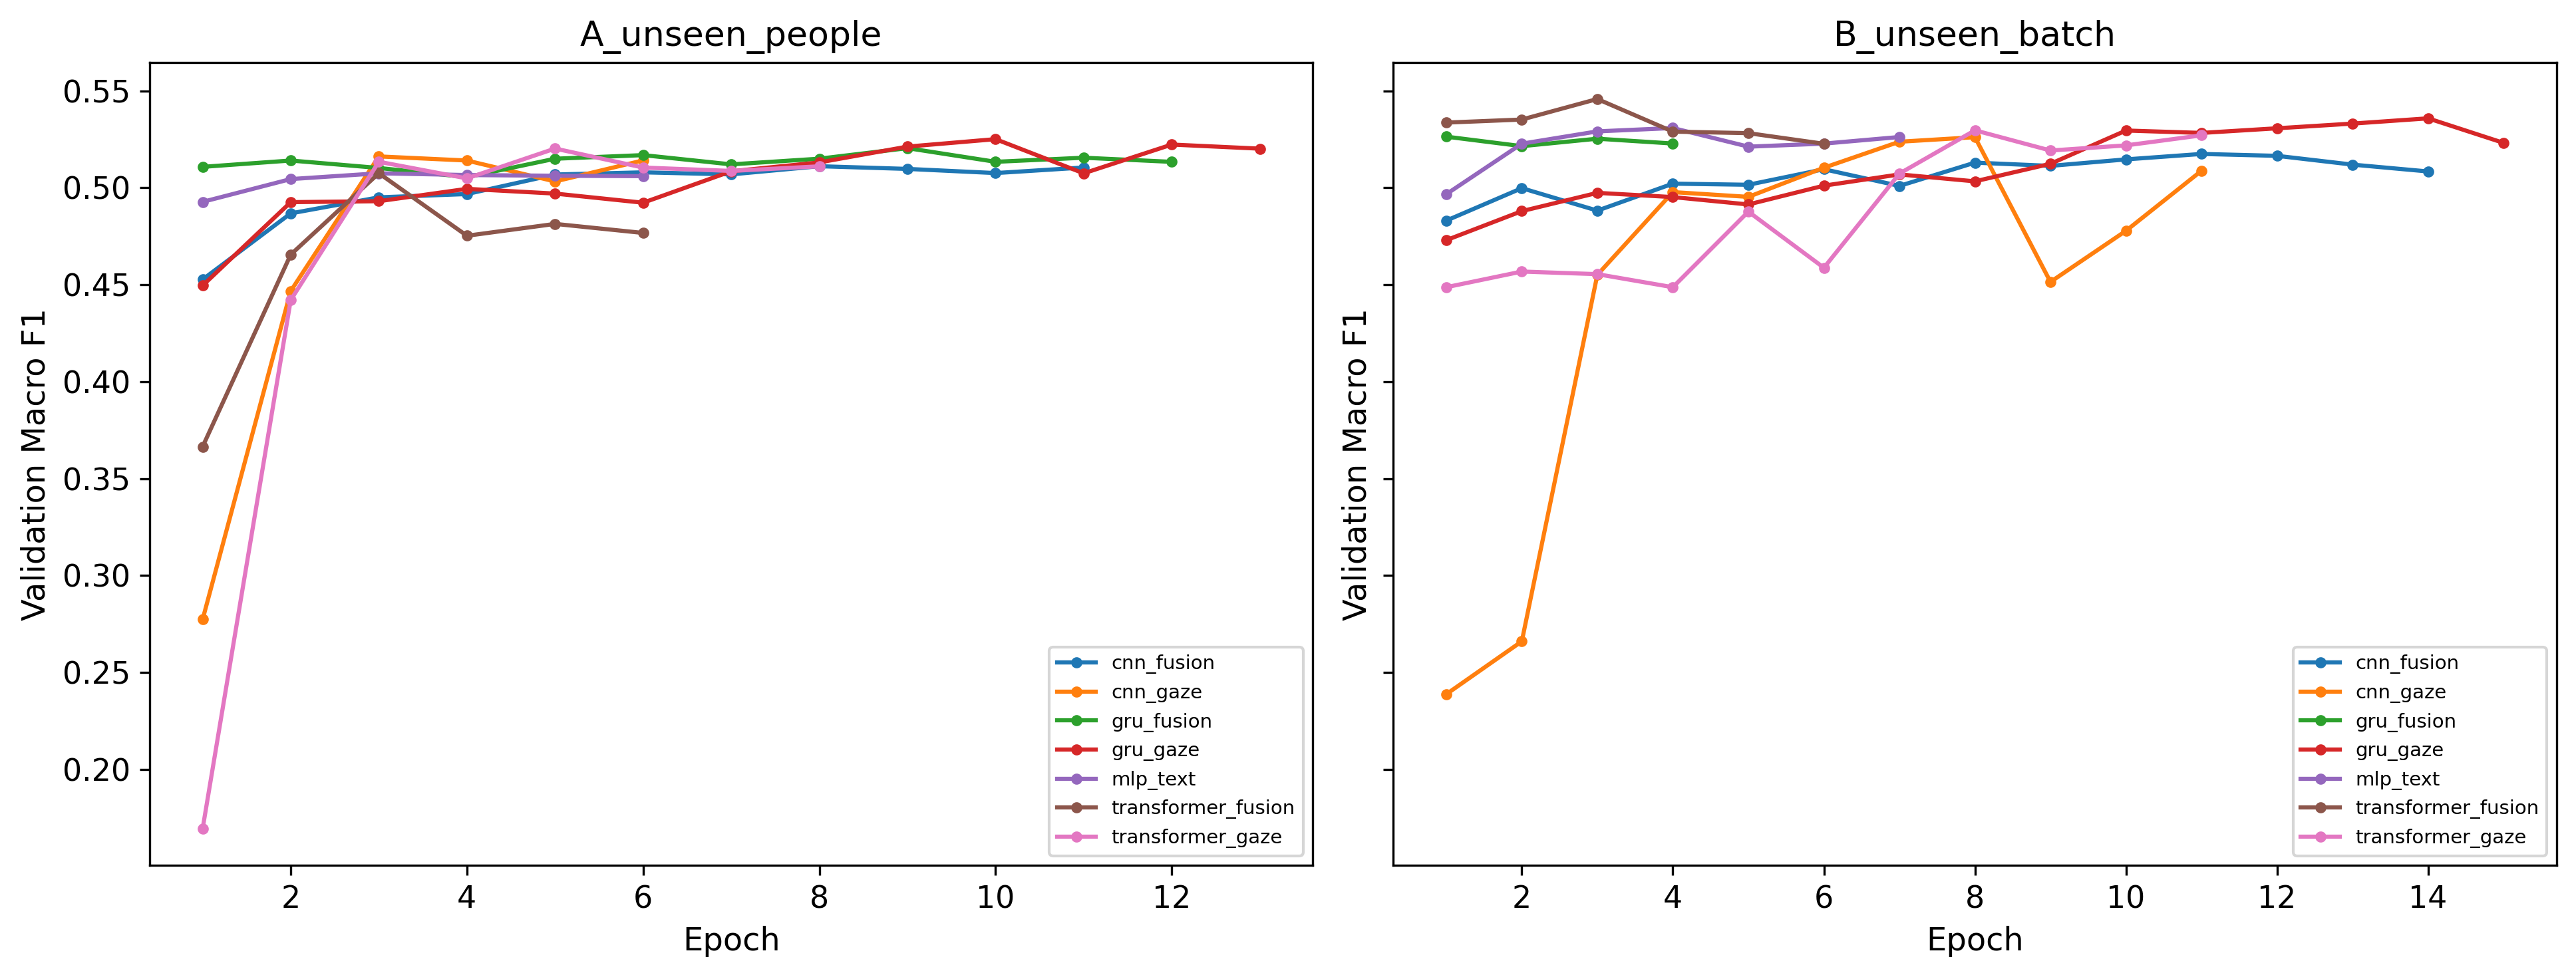 A_unseen_people
Validation Macro F1
0.55
0.50
0.45
0.40
0.35
0.30
0.25
0.20
2 4 6 8 10 12
Epoch
cnn_fusion
cnn_gaze
gru_fusion
gru_gaze
mlp_text
transformer_fusion
transformer_gaze
B_unseen_batch
Validation Macro F1
2 4 6 8 10 12 14
Epoch
cnn_fusion
cnn_gaze
gru_fusion
gru_gaze
mlp_text
transformer_fusion
transformer_gaze